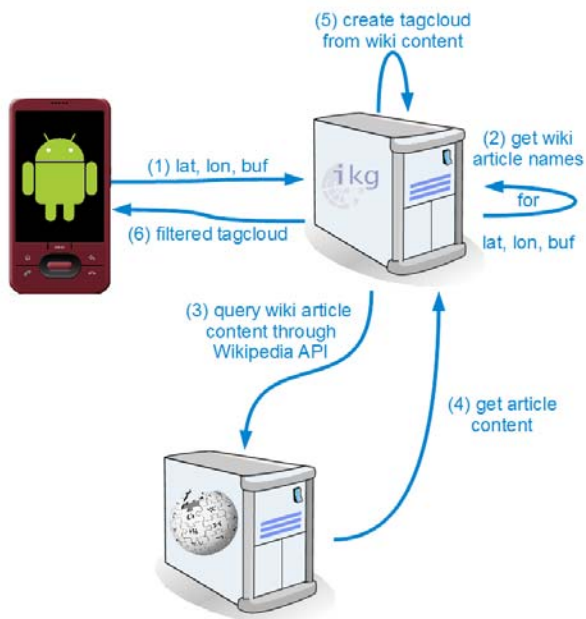 (5) create tagcloud
from wiki content
(1) lat, lon, buf
ikg
(2) get wiki
article names
for
lat, lon, buf
(6) filtered tagcloud
(3) query wiki article
content through
Wikipedia API
(4) get article
content